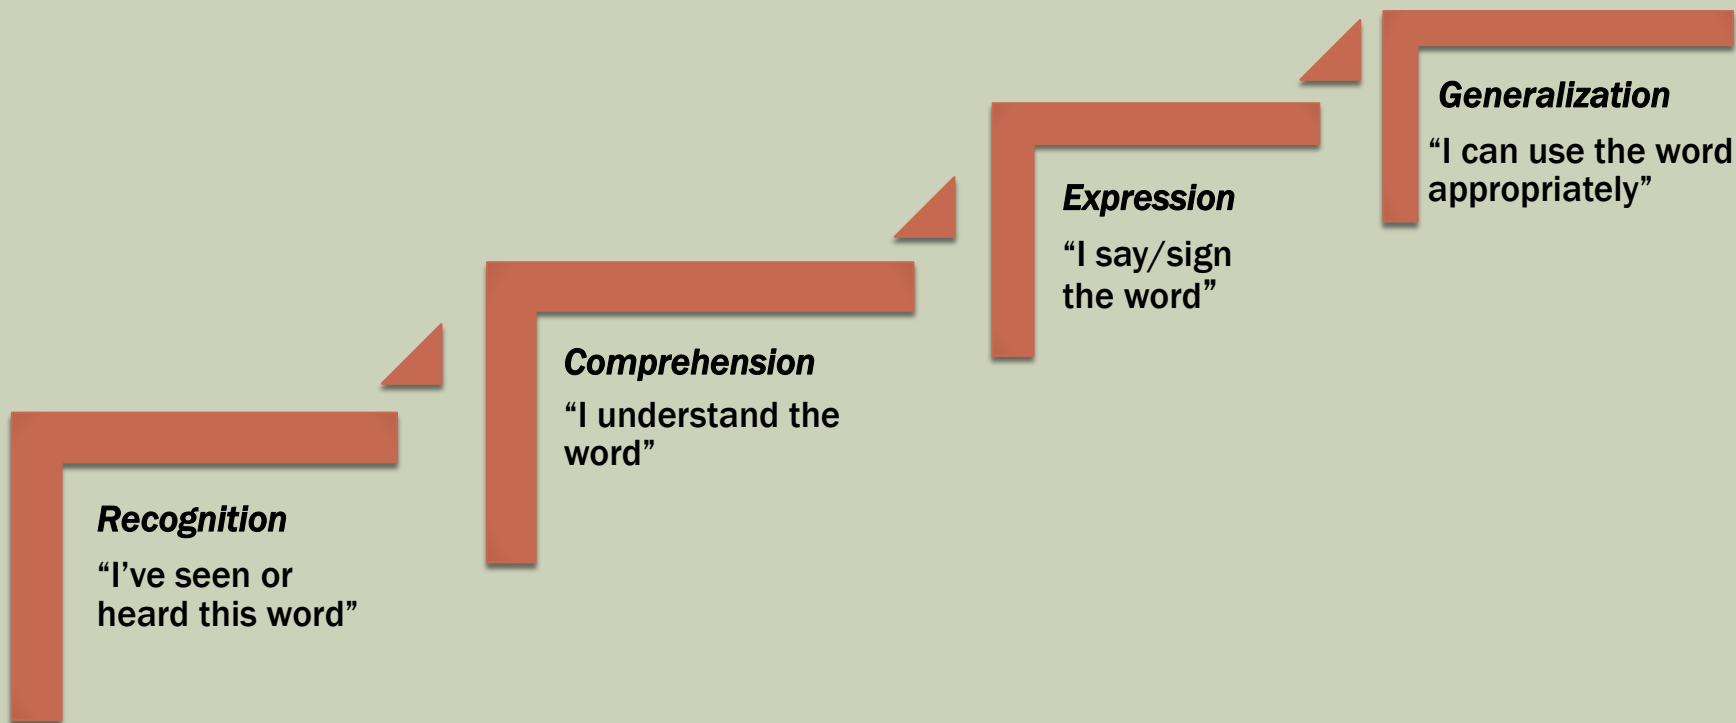 Recognition
“I’ve seen or
heard this word”
Comprehension
“I understand the
word”
Expression
“I say/sign
the word”
Generalization
“I can use the word
appropriately”